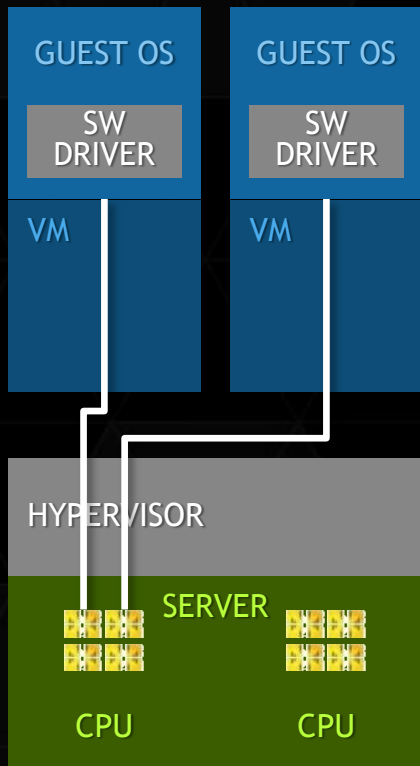 GUEST OS
GUEST OS
SW
DRIVER
SW
DRIVER
VM
VM
HYPERVISOR
SERVER
CPU
CPU